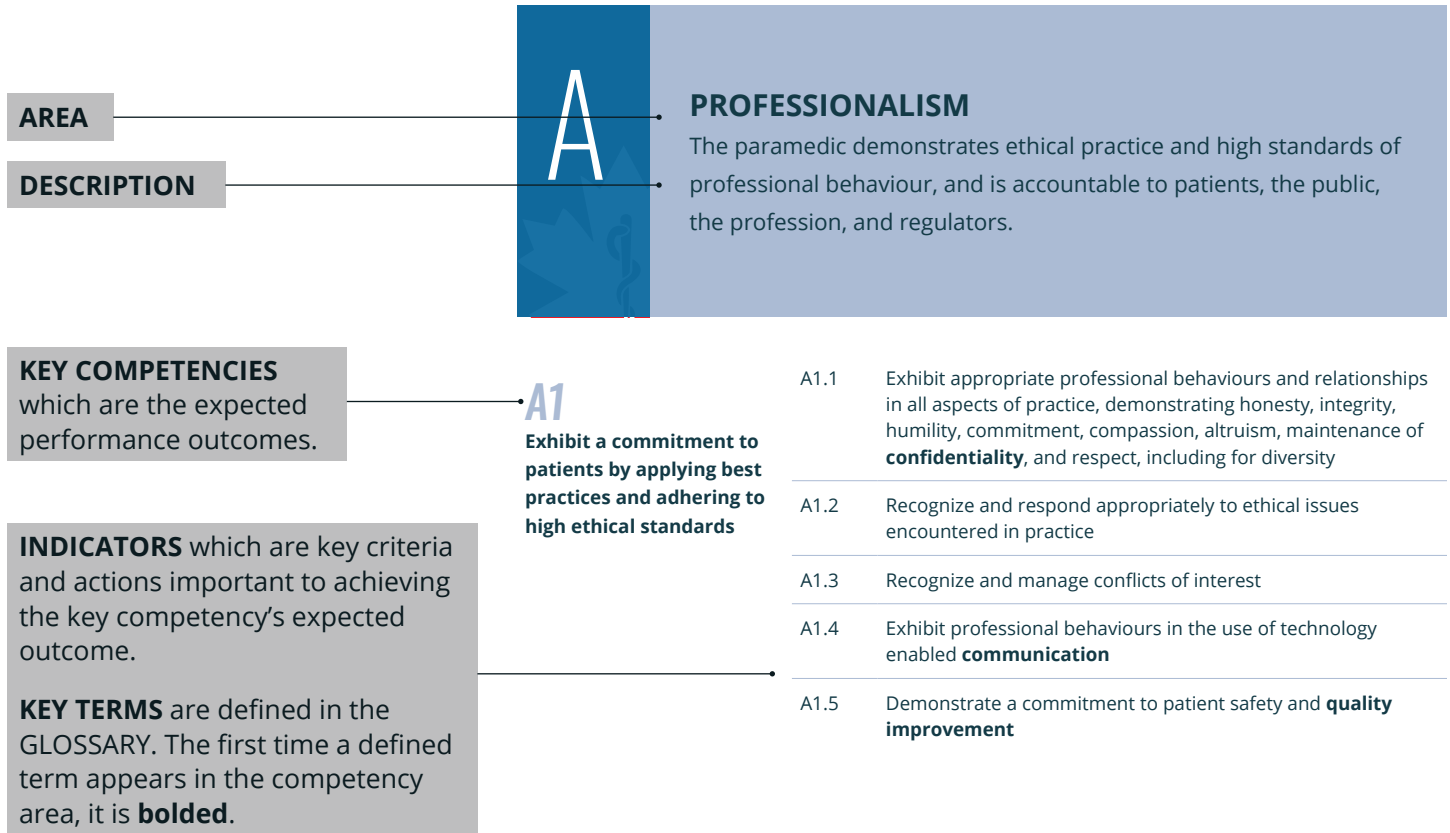 AREA
DESCRIPTION
A
PROFESSIONALISM
The paramedic demonstrates ethical practice and high standards of
professional behaviour, and is accountable to patients, the public,
the profession, and regulators.
KEY COMPETENCIES
which are the expected
performance outcomes.
A1
Exhibit a commitment to
patients by applying best
practices and adhering to
high ethical standards
A1.1 Exhibit appropriate professional behaviours and relationships
in all aspects of practice, demonstrating honesty, integrity,
humility, commitment, compassion, altruism, maintenance of
confidentiality, and respect, including for diversity
A1.2 Recognize and respond appropriately to ethical issues
encountered in practice
A1.3 Recognize and manage conflicts of interest
A1.4 Exhibit professional behaviours in the use of technology
enabled communication
A1.5 Demonstrate a commitment to patient safety and quality
improvement
INDICATORS which are key criteria
and actions important to achieving
the key competency’s expected
outcome.
KEY TERMS are defined in the
GLOSSARY. The first time a defined
term appears in the competency
area, it is bolded.